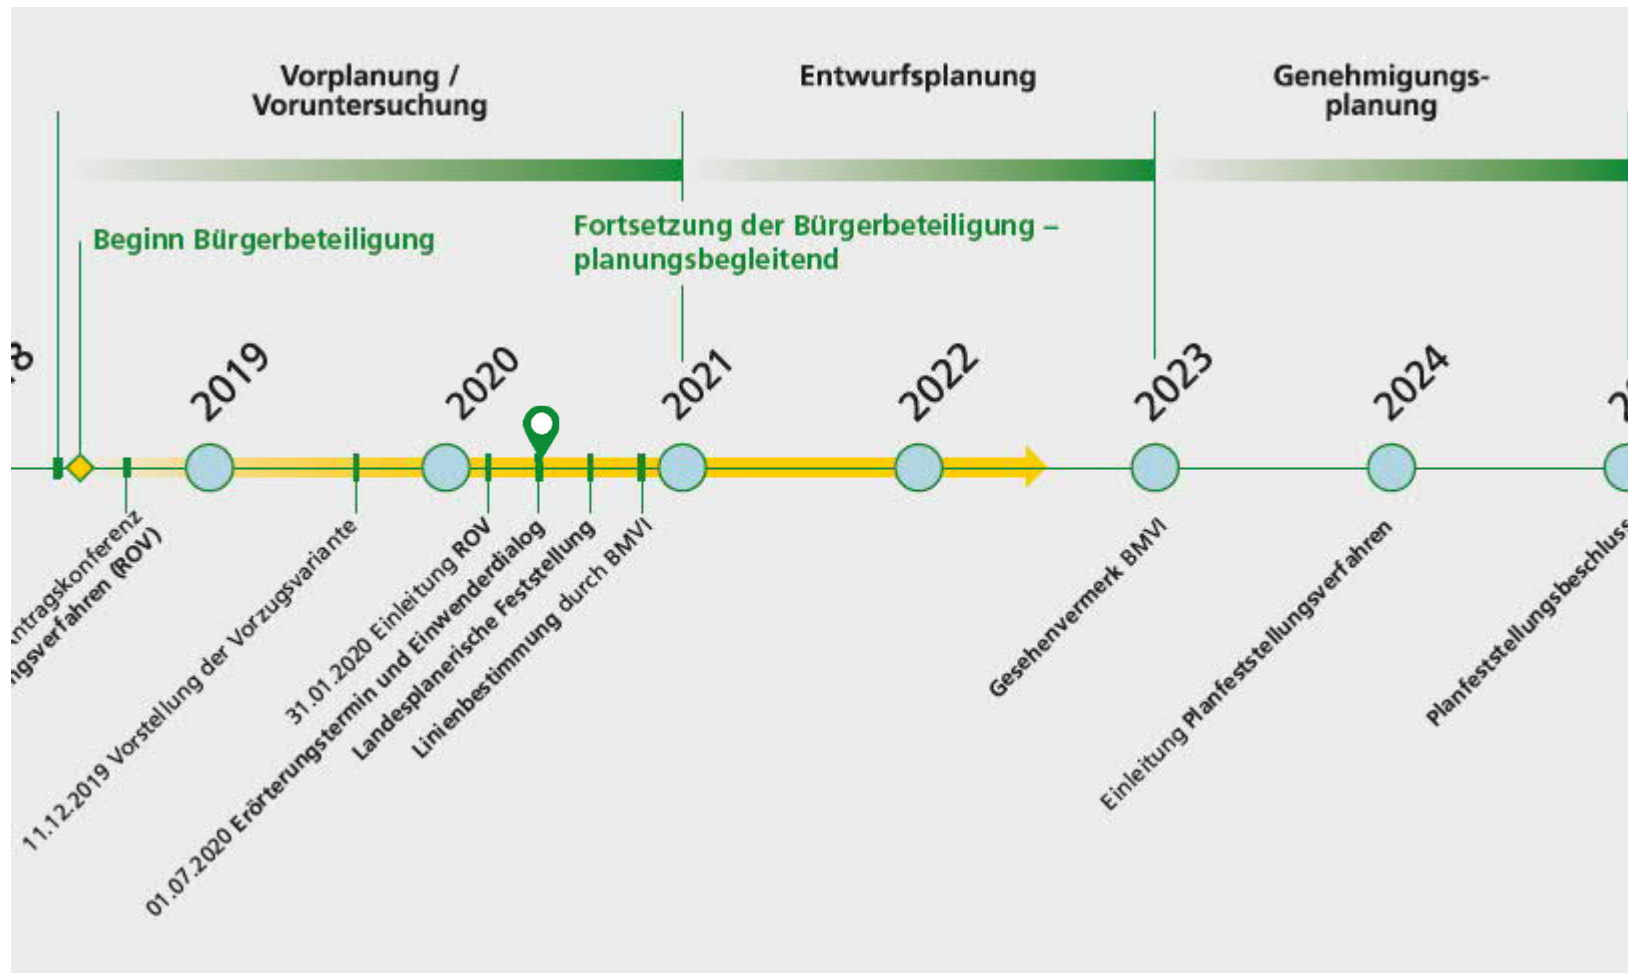 Vorplanung /
Voruntersuchung
Entwurfsplanung
Genehmigungs-
planung
Beginn Bürgerbeteiligung
Fortsetzung der Bürgerbeteiligung –
planungsbegleitend
18
2019
2020
2021
2022
2023
2024
ntragskonferenz
ngsverfahren (ROV)
11.12.2019 Vorstellung der Vorzugsvariante
31.01.2020 Einleitung ROV
01.07.2020 Erörterungstermin und Einwenderdialog
Landesplanerische Feststellung
Linienbestimmung durch BMVI
Gesehenvermerk BMVI
Einleitung Planfeststellungsverfahren
Planfeststellungsbeschluss